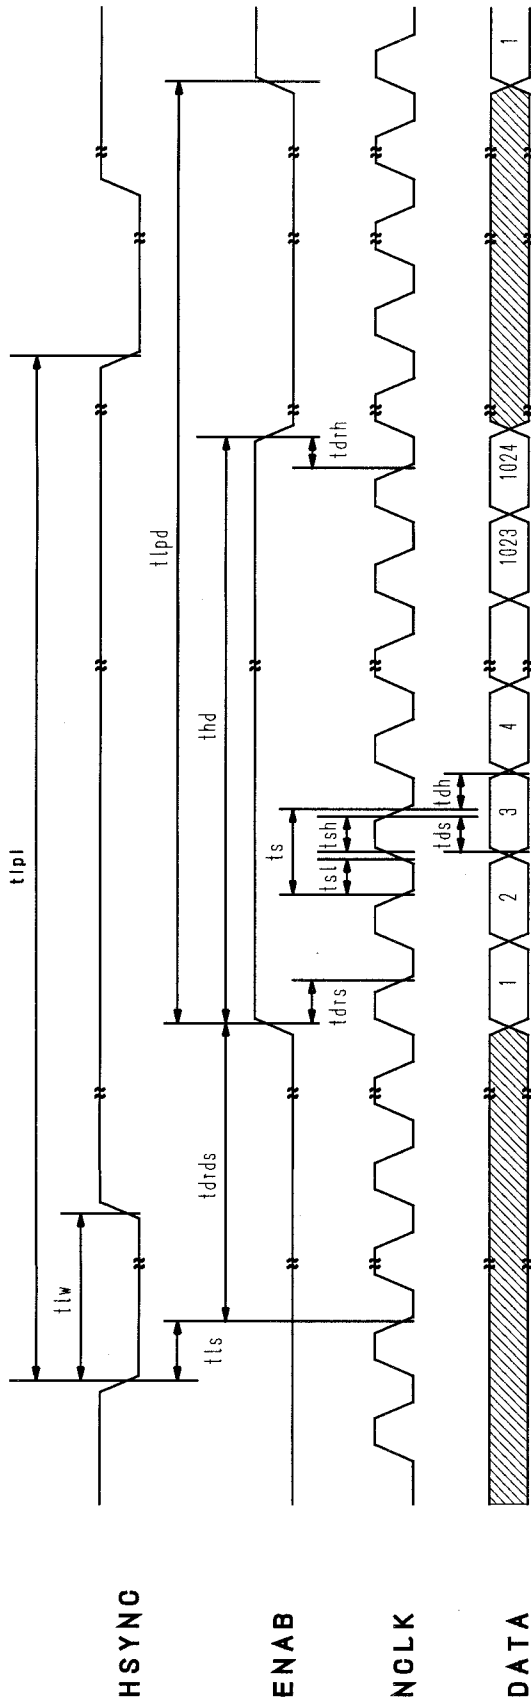 HSYNC
tlpl
tlw
tls
tlpd
ENAB
tdrds
thd
tdrs
ts
tsl
tsh
tdrh
NCLK
tds
tdh
DATA
1
2
3
4
1023
1024
1